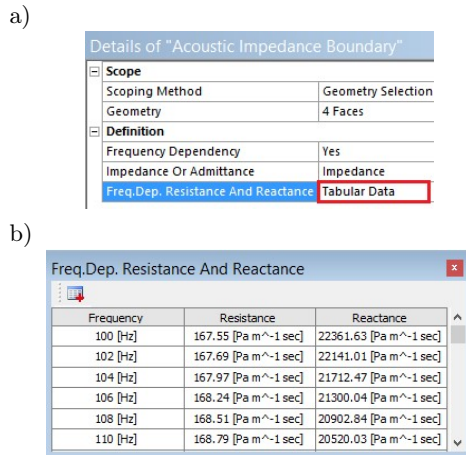 a)
Details of "Acoustic Impedance Boundary"
Scope
Scoping Method Geometry Selection
Geometry 4 Faces
Definition
Frequency Dependency Yes
Impedance Or Admittance Impedance
Freq.Dep. Resistance And Reactance Tabular Data
b)
Freq.Dep. Resistance And Reactance x
Frequency Resistance Reactance
100 [Hz] 167.55 [Pa m^-1 sec] 22361.63 [Pa m^-1 sec]
102 [Hz] 167.69 [Pa m^-1 sec] 22141.01 [Pa m^-1 sec]
104 [Hz] 167.97 [Pa m^-1 sec] 21712.47 [Pa m^-1 sec]
106 [Hz] 168.24 [Pa m^-1 sec] 21300.04 [Pa m^-1 sec]
108 [Hz] 168.51 [Pa m^-1 sec] 20902.84 [Pa m^-1 sec]
110 [Hz] 168.79 [Pa m^-1 sec] 20520.03 [Pa m^-1 sec]